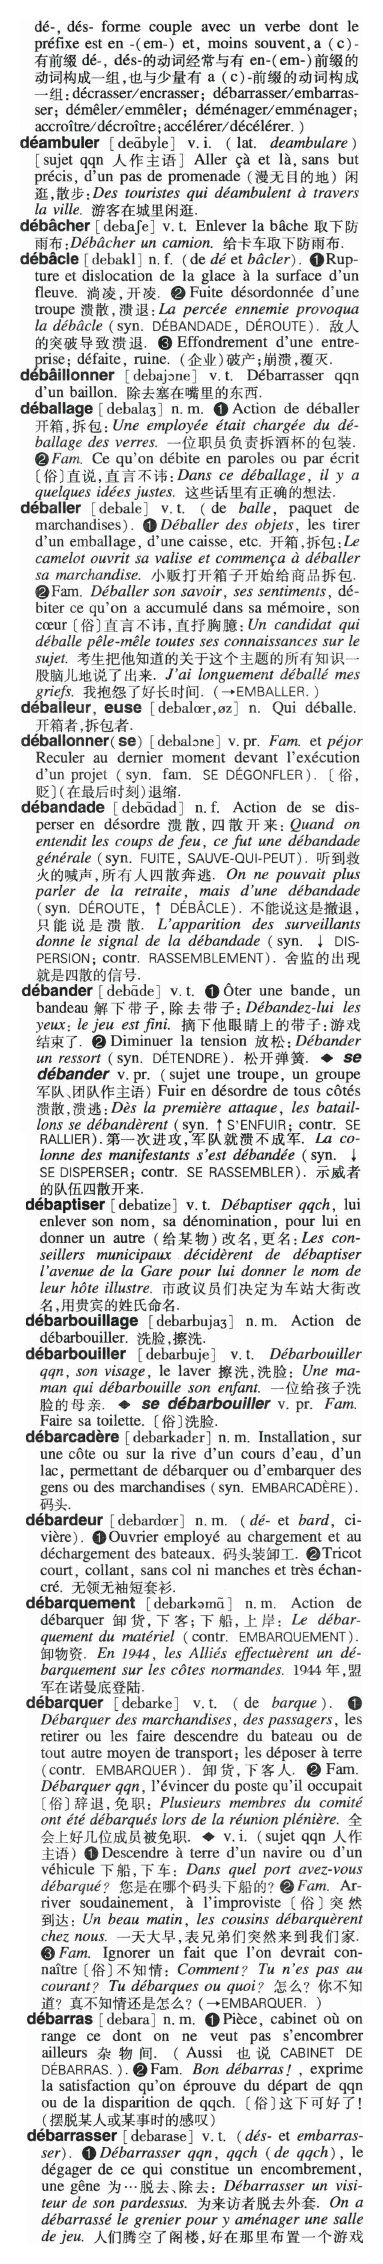 dé-, dés- forme couple avec un verbe dont le
préfixe est en -(em-) et, moins souvent, a (c)-
有前缀 dé-, dés-的动词经常与有 en-(em-)前缀的
动词构成一组,也与少量有 a (c)-前缀的动词构成
一组: décrasser/encrasser; débarrasser/embarras-
ser; démêler/emmêler; déménager/emménager;
accroître/décroître; accélérer/décélérer. )
déambuler [deɑ̃byle] v. i. ( lat. deambulare)
[sujet qqn 人作主语] Aller çà et là, sans but
précis, d'un pas de promenade (漫无目的地) 闲
逛,散步: Des touristes qui déambulent à travers
la ville. 游客在城里闲逛.
débâcher [debaʃe] v. t. Enlever la bâche 取下防
雨布: Débâcher un camion. 给卡车取下防雨布.
débâcle [debakl] n. f. (de dé et bâcler). ❶Rup-
ture et dislocation de la glace à la surface d'un
fleuve. 淌凌,开凌. ❷ Fuite désordonnée d'une
troupe 溃散,溃退: La percée ennemie provoqua
la débâcle (syn. DÉBANDADE, DÉROUTE). 敌人
的突破导致溃退. ❸ Effondrement d'une entre-
prise; défaite, ruine. (企业)破产;崩溃,覆灭.
débâillonner [debajɔne] v. t. Débarrasser qqn
d'un baillon. 除去塞在嘴里的东西.
déballage [debalaʒ] n. m. ❶ Action de déballer
开箱,拆包: Une employée était chargée du dé-
ballage des verres. 一位职员负责拆酒杯的包装.
❷Fam. Ce qu'on débite en paroles ou par écrit
〔俗〕直说,直言不讳: Dans ce déballage, il y a
quelques idées justes. 这些话里有正确的想法.
déballer [debale] v. t. ( de balle, paquet de
marchandises). ❶Déballer des objets, les tirer
d'un emballage, d'une caisse, etc. 开箱,拆包: Le
camelot ouvrit sa valise et commença à déballer
sa marchandise. 小贩打开箱子开始给商品拆包.
❷Fam. Déballer son savoir, ses sentiments, dé-
biter ce qu'on a accumulé dans sa mémoire, son
cœur〔俗〕直言不讳,直抒胸臆: Un candidat qui
déballe pêle-mêle toutes ses connaissances sur le
sujet. 考生把他知道的关于这个主题的所有知识一
股脑儿地说了出来. J'ai longuement déballé mes
griefs. 我抱怨了好长时间. (→EMBALLER. )
déballeur, euse [debalœr,øz] n. Qui déballe.
开箱者,拆包者.
déballonner(se) [debalɔne] v. pr. Fam. et péjor
Reculer au dernier moment devant l'exécution
d'un projet (syn. fam. SE DÉGONFLER). 〔俗,
贬〕(在最后时刻)退缩.
débandade [debɑ̃dad] n. f. Action de se dis-
perser en désordre 溃散,四散开来: Quand on
entendit les coups de feu, ce fut une débandade
générale (syn. FUITE, SAUVE-QUI-PEUT). 听到救
火的喊声,所有人四散奔逃. On ne pouvait plus
parler de la retraite, mais d'une débandade
(syn. DÉROUTE, ↑ DÉBÂCLE). 不能说这是撤退,
只能说是溃散. L'apparition des surveillants
donne le signal de la débandade (syn. ↓ DIS-
PERSION; contr. RASSEMBLEMENT). 舍监的出现
就是四散的信号.
débander [debɑ̃de] v. t. ❶ Ôter une bande, un
bandeau 解下带子,除去带子: Débandez-lui les
yeux: le jeu est fini. 摘下他眼睛上的带子:游戏
结束了. ❷ Diminuer la tension 放松: Débander
un ressort (syn. DÉTENDRE). 松开弹簧. ◆ se
débander v. pr. (sujet une troupe, un groupe
军队、团队作主语) Fuir en désordre de tous côtés
溃散,溃逃: Dès la première attaque, les batail-
lons se débandèrent (syn. ↑ S'ENFUIR; contr. SE
RALLIER). 第一次进攻,军队就溃不成军. La co-
lonne des manifestants s'est débandée (syn. ↓
SE DISPERSER; contr. SE RASSEMBLER). 示威者
的队伍四散开来.
débaptiser [debatize] v. t. Débaptiser qqch, lui
enlever son nom, sa dénomination, pour lui en
donner un autre (给某物)改名,更名: Les con-
seillers municipaux décidèrent de débaptiser
l'avenue de la Gare pour lui donner le nom de
leur hôte illustre. 市政议员们决定为车站大街改
名,用贵宾的姓氏命名.
débarbouillage [debarbujaʒ] n. m. Action de
débarbouiller. 洗脸,擦洗.
débarbouiller [debarbuje] v. t. Débarbouiller
qqn, son visage, le laver 擦洗,洗脸: Une ma-
man qui débarbouille son enfant. 一位给孩子洗
脸的母亲. ◆ se débarbouiller v. pr. Fam.
Faire sa toilette. 〔俗〕洗脸.
débarcadère [debarkader] n. m. Installation, sur
une côte ou sur la rive d'un cours d'eau, d'un
lac, permettant de débarquer ou d'embarquer des
gens ou des marchandises (syn. EMBARCADÈRE).
码头.
débardeur [debardœr] n. m. (dé- et bard, ci-
vière). ❶Ouvrier employé au chargement et au
déchargement des bateaux. 码头装卸工. ❷Tricot
court, collant, sans col ni manches et très échan-
cré. 无领无袖短套衫.
débarquement [debarkəmɑ̃] n. m. Action de
débarquer 卸货,下客;下船,上岸: Le débar-
quement du matériel (contr. EMBARQUEMENT).
卸物资. En 1944, les Alliés effectuèrent un dé-
barquement sur les côtes normandes. 1944 年,盟
军在诺曼底登陆.
débarquer [debarke] v. t. ( de barque ). ❶
Débarquer des marchandises, des passagers, les
retirer ou les faire descendre du bateau ou de
tout autre moyen de transport; les déposer à terre
(contr. EMBARQUER). 卸货,下客人. ❷ Fam.
Débarquer qqn, l'évincer du poste qu'il occupait
〔俗〕辞退,免职: Plusieurs membres du comité
ont été débarqués lors de la réunion plénière. 全
会上好几位成员被免职. ◆ v. i. (sujet qqn 人作
主语) ❶Descendre à terre d'un navire ou d'un
véhicule 下船,下车: Dans quel port avez-vous
débarqué? 您是在哪个码头下船的? ❷Fam. Ar-
river soudainement, à l'improviste〔俗〕突然
到达: Un beau matin, les cousins débarquèrent
chez nous. 一天大早,表兄弟们突然来到我们家.
❸Fam. Ignorer un fait que l'on devrait con-
naître〔俗〕不知情: Comment? Tu n'es pas au
courant? Tu débarques ou quoi? 怎么? 你不知
道? 真不知情还是怎么? (→EMBARQUER. )
débarras [debara] n. m. ❶Pièce, cabinet où on
range ce dont on ne veut pas s'encombrer
ailleurs 杂物间. ( Aussi 也说 CABINET DE
DÉBARRAS. ). ❷Fam. Bon débarras! , exprime
la satisfaction qu'on éprouve du départ de qqn
ou de la disparition de qqch. 〔俗〕这下可好了!
(摆脱某人或某事时的感叹)
débarrasser [debarase] v. t. (dés- et embarras-
ser). ❶Débarrasser qqn, qqch (de qqch), le
dégager de ce qui constitue un encombrement,
une gêne 为…脱去、除去: Débarrasser un visi-
teur de son pardessus. 为来访者脱去外套. On a
débarrassé le grenier pour y aménager une salle
de jeu. 人们腾空了阁楼,好在那里布置一个游戏